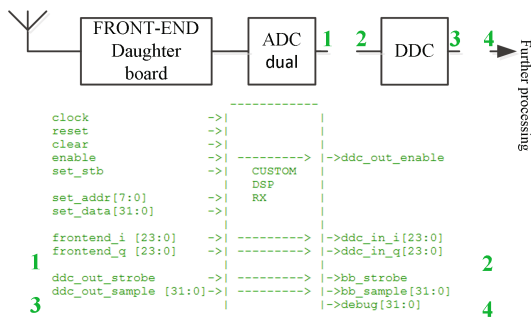 FRONT-END
Daughter
board
ADC
dual
1
2
DDC
3
4
Further processing
-------------
clock ->| |
reset ->| |
clear ->| |
enable ->| ---------> |->ddc_out_enable
set_stb ->| CUSTOM |
| DSP |
set_addr[7:0] ->| RX |
set_data[31:0] ->| |
frontend_i [23:0] ->| ---------> |->ddc_in_i[23:0]
frontend_q [23:0] ->| ---------> |->ddc_in_q[23:0]
1
2
ddc_out_strobe ->| ---------> |->bb_strobe
ddc_out_sample [31:0]->| ---------> |->bb_sample[31:0]
3 | |->debug[31:0] 4